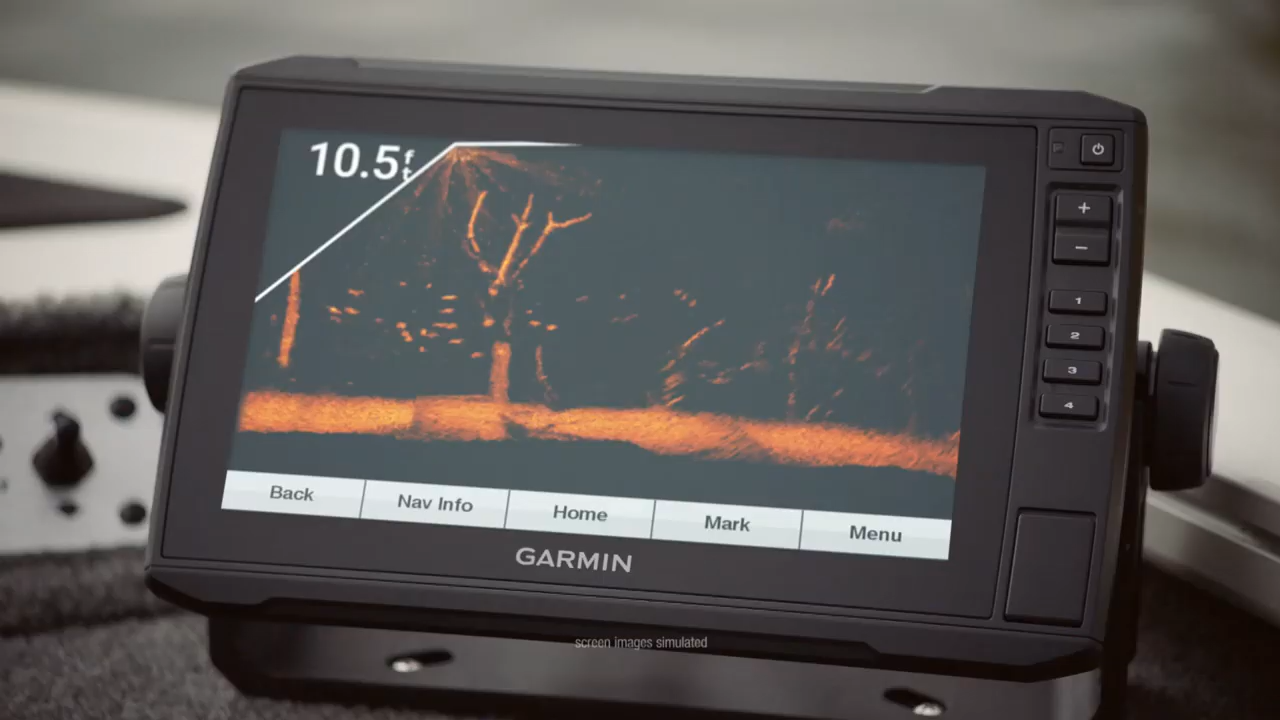 10.5ft
+
−
1
2
3
4
Back Nav Info Home Mark Menu
GARMIN
screen images simulated